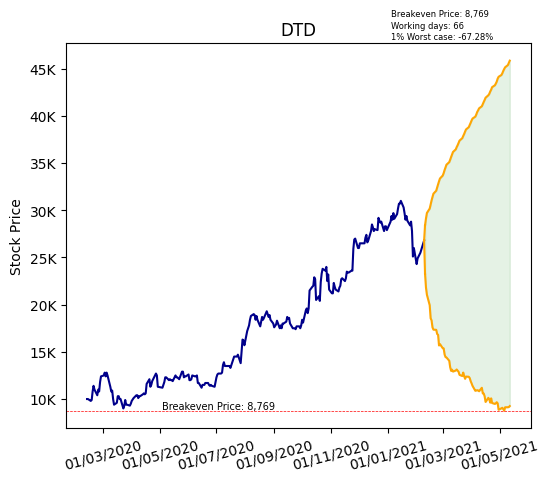 Breakeven Price: 8,769
Working days: 66
1% Worst case: -67.28%
DTD
Stock Price
45K
40K
35K
30K
25K
20K
15K
10K
Breakeven Price: 8,769
01/03/2020
01/05/2020
01/07/2020
01/09/2020
01/11/2020
01/01/2021
01/03/2021
01/05/2021